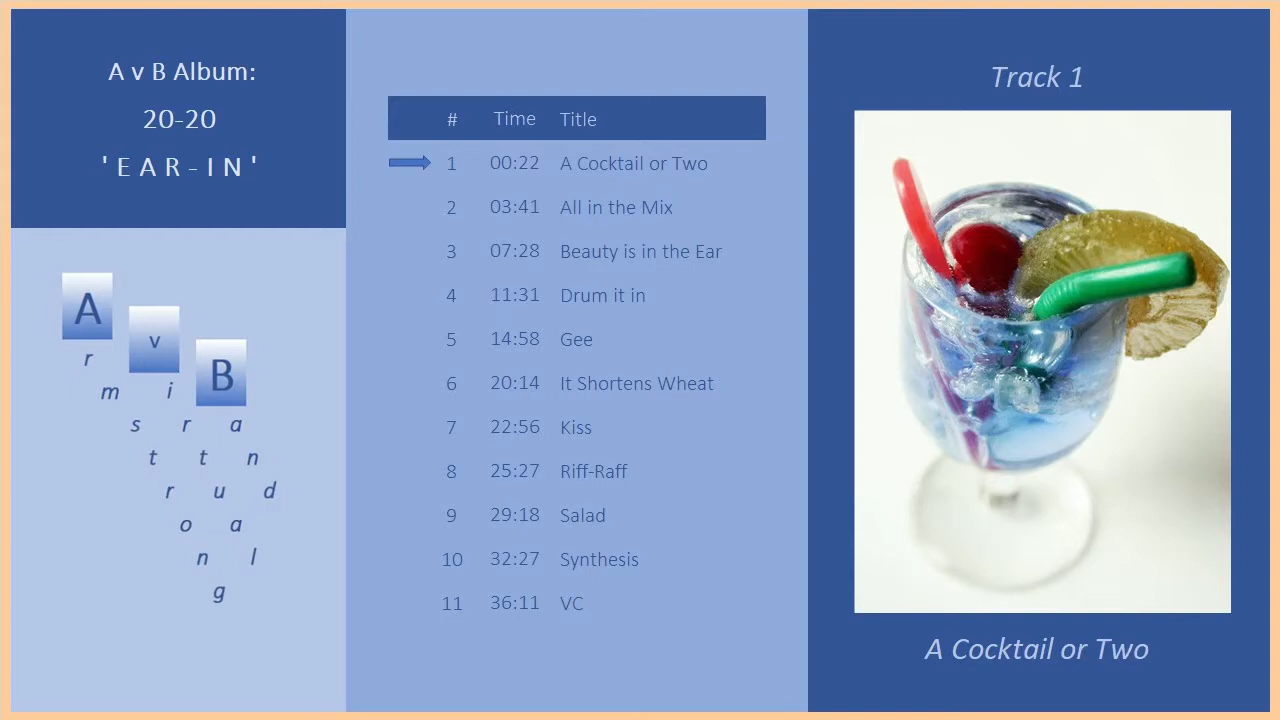 A v B Album:
20-20
' E A R - I N '
A
v
B
r
m i
s r a
t t n
r u d
o a
n l
g
# Time Title
1 00:22 A Cocktail or Two
2 03:41 All in the Mix
3 07:28 Beauty is in the Ear
4 11:31 Drum it in
5 14:58 Gee
6 20:14 It Shortens Wheat
7 22:56 Kiss
8 25:27 Riff-Raff
9 29:18 Salad
10 32:27 Synthesis
11 36:11 VC
Track 1
A Cocktail or Two